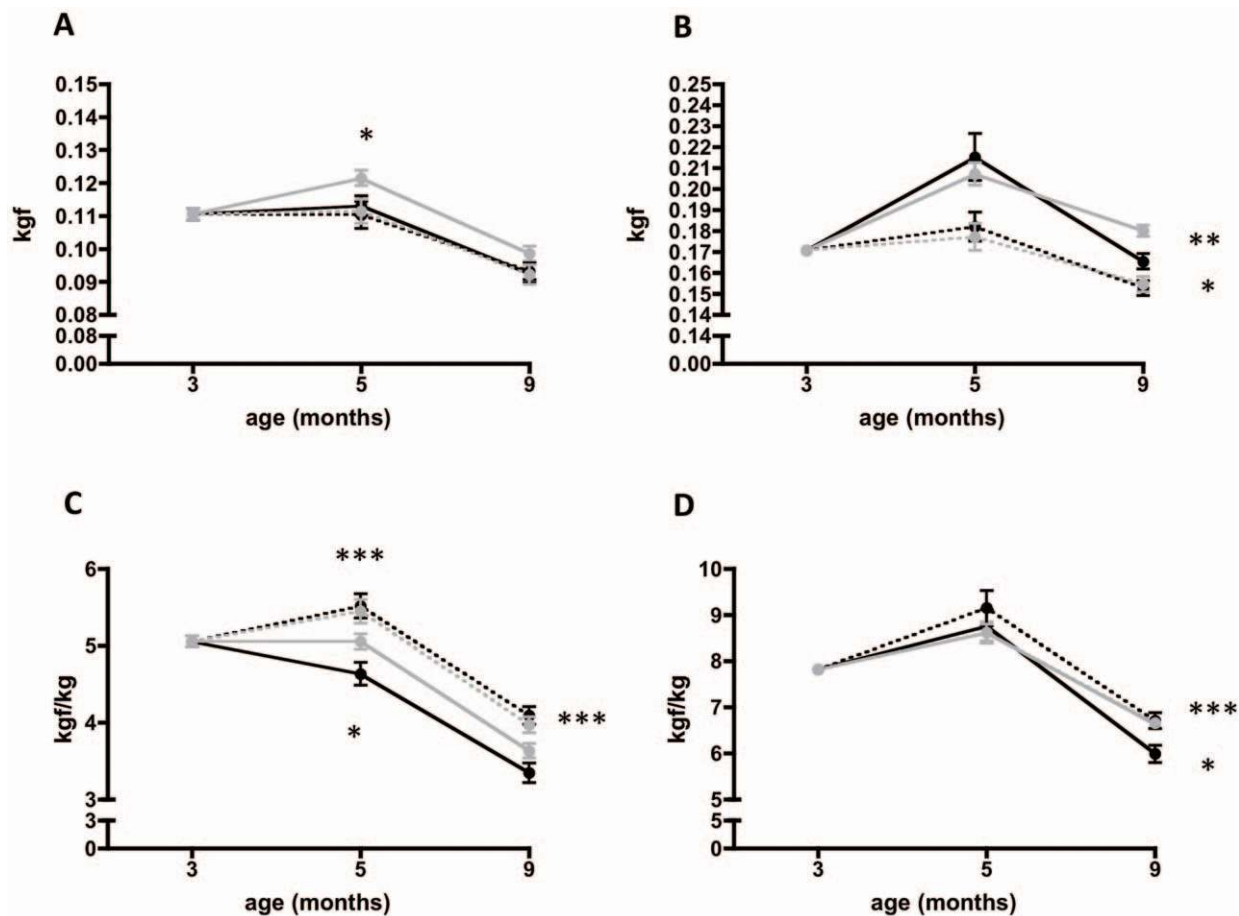 A
0.15
0.14
0.13
0.12
0.11
0.10
0.09
0.08
0.08
0.00
kgf
*
3 5 9
age (months)
B
0.25
0.24
0.23
0.22
0.21
0.20
0.19
0.18
0.17
0.16
0.15
0.14
0.14
0.00
kgf
**
*
3 5 9
age (months)
C
6
5
4
3
3
0
kgf/kg
***
*
***
3 5 9
age (months)
D
10
9
8
7
6
5
5
0
kgf/kg
***
*
3 5 9
age (months)